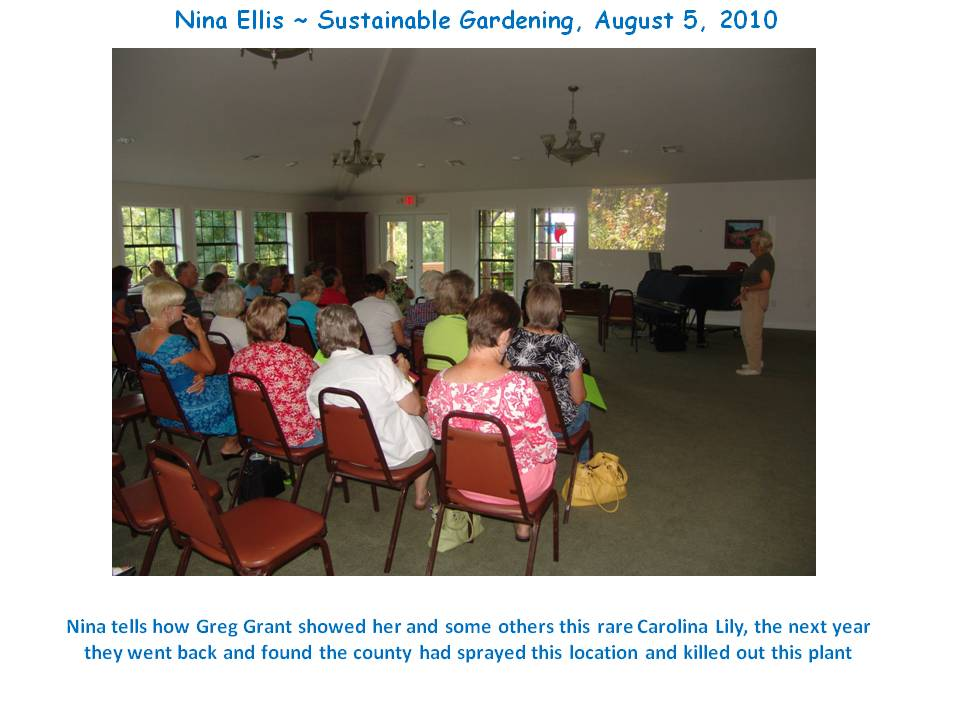 Nina Ellis ~ Sustainable Gardening, August 5, 2010
Nina tells how Greg Grant showed her and some others this rare Carolina Lily, the next year
they went back and found the county had sprayed this location and killed out this plant